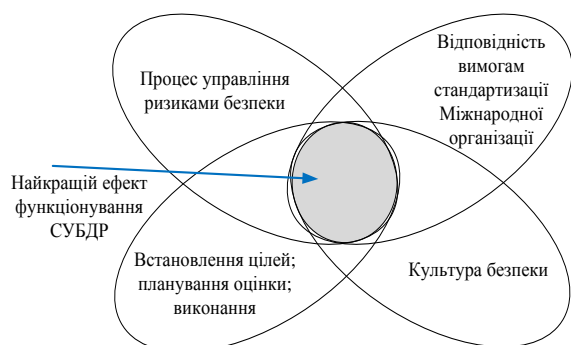 Процес управління
ризиками безпеки
Відповідність
вимогам
стандартизації
Міжнародної
організації
Найкращій ефект
функціонування
СУБДР
Встановлення цілей;
планування оцінки;
виконання
Культура безпеки